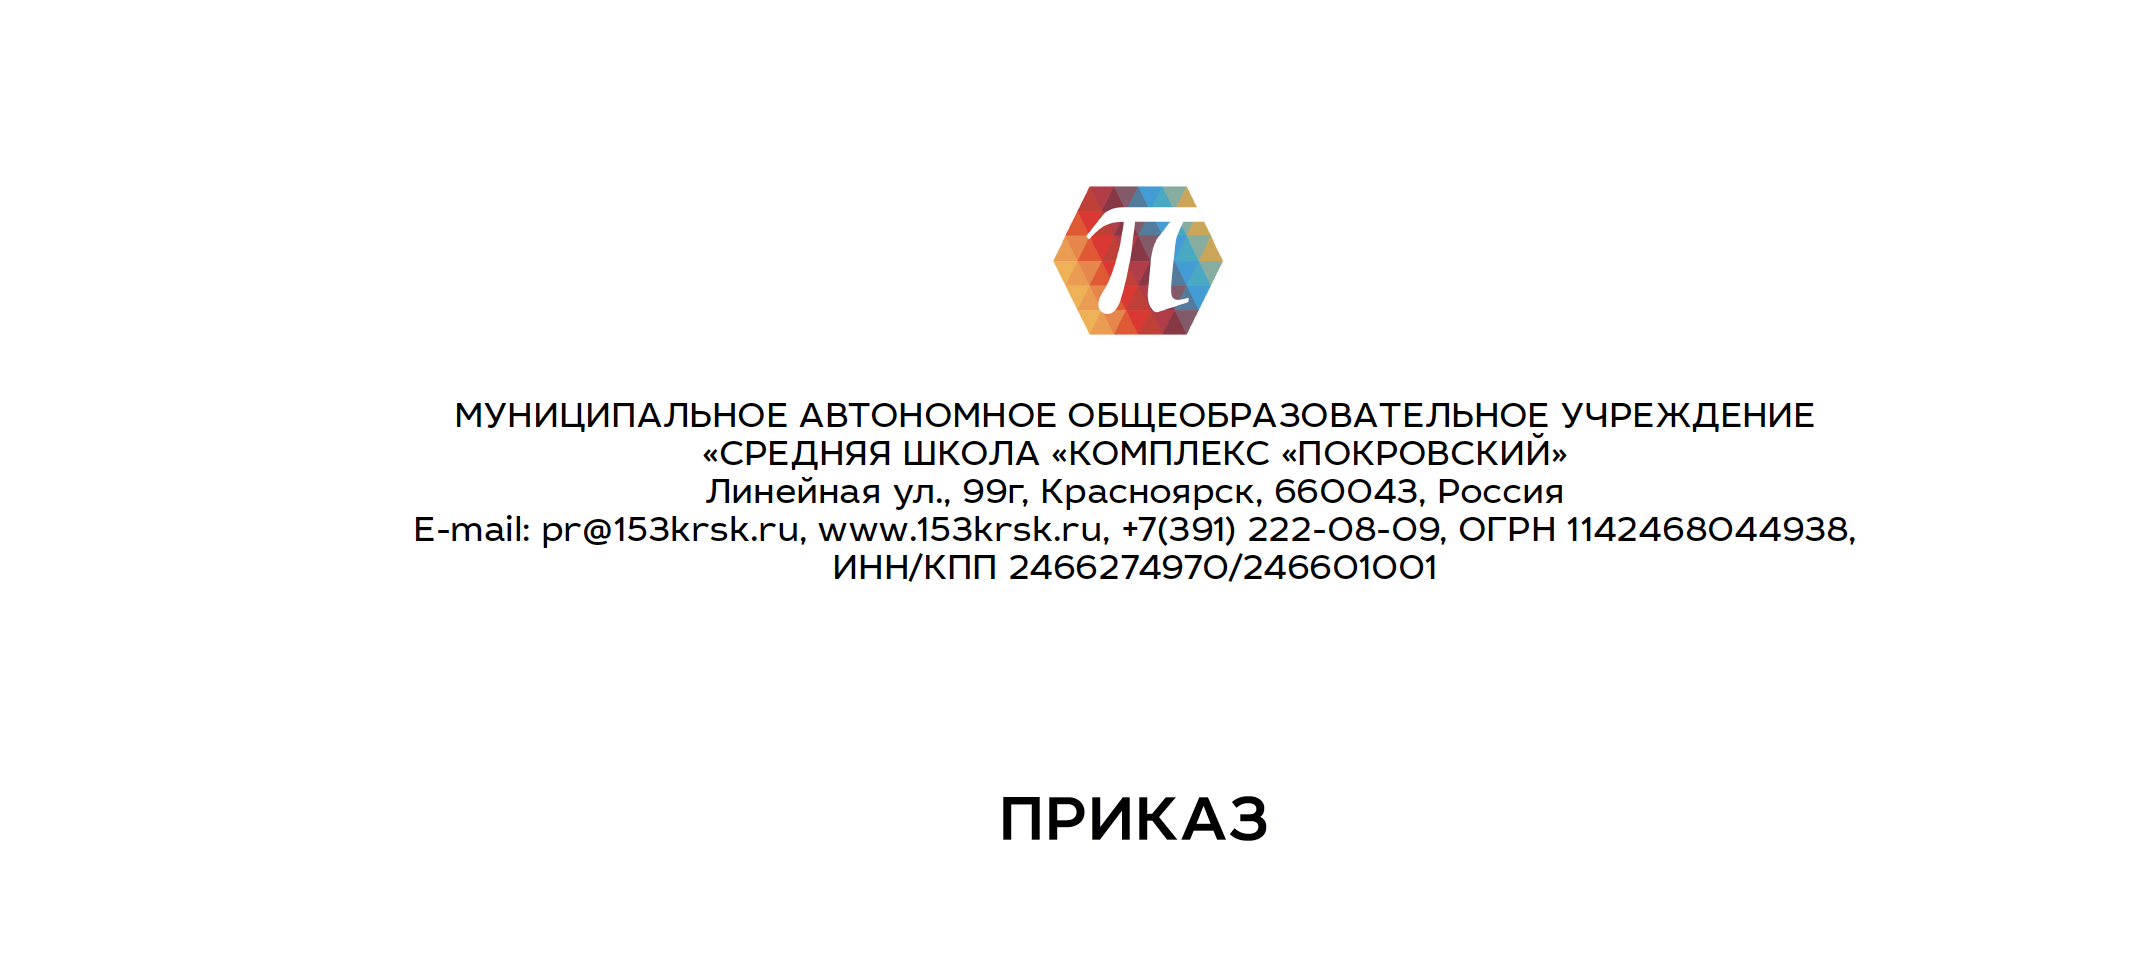 π
МУНИЦИПАЛЬНОЕ АВТОНОМНОЕ ОБЩЕОБРАЗОВАТЕЛЬНОЕ УЧРЕЖДЕНИЕ
«СРЕДНЯЯ ШКОЛА «КОМПЛЕКС «ПОКРОВСКИЙ»
Линейная ул., 99г, Красноярск, 660043, Россия
E-mail: pr@153krsk.ru, www.153krsk.ru, +7(391) 222-08-09, ОГРН 1142468044938,
ИНН/КПП 2466274970/246601001
ПРИКАЗ